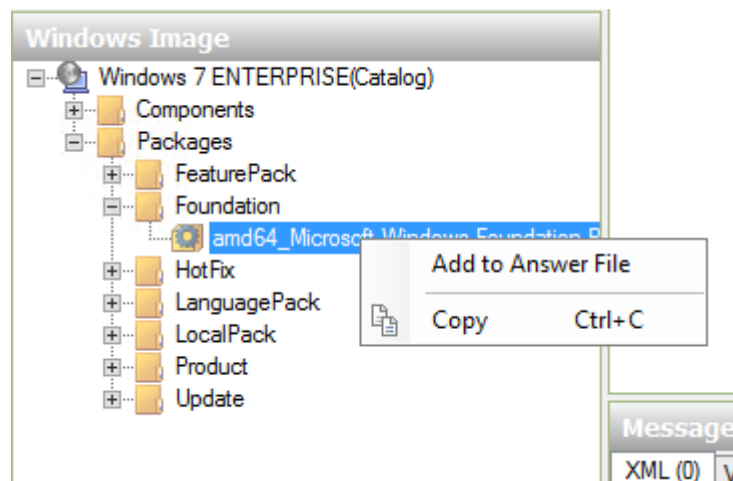 Windows Image
Windows 7 ENTERPRISE(Catalog)
Components
Packages
FeaturePack
Foundation
amd64_Microsoft-Windows-Foundation-P
Add to Answer File
HotFix
LanguagePack
Copy Ctrl+C
LocalPack
Product
Update
Message
XML (0)